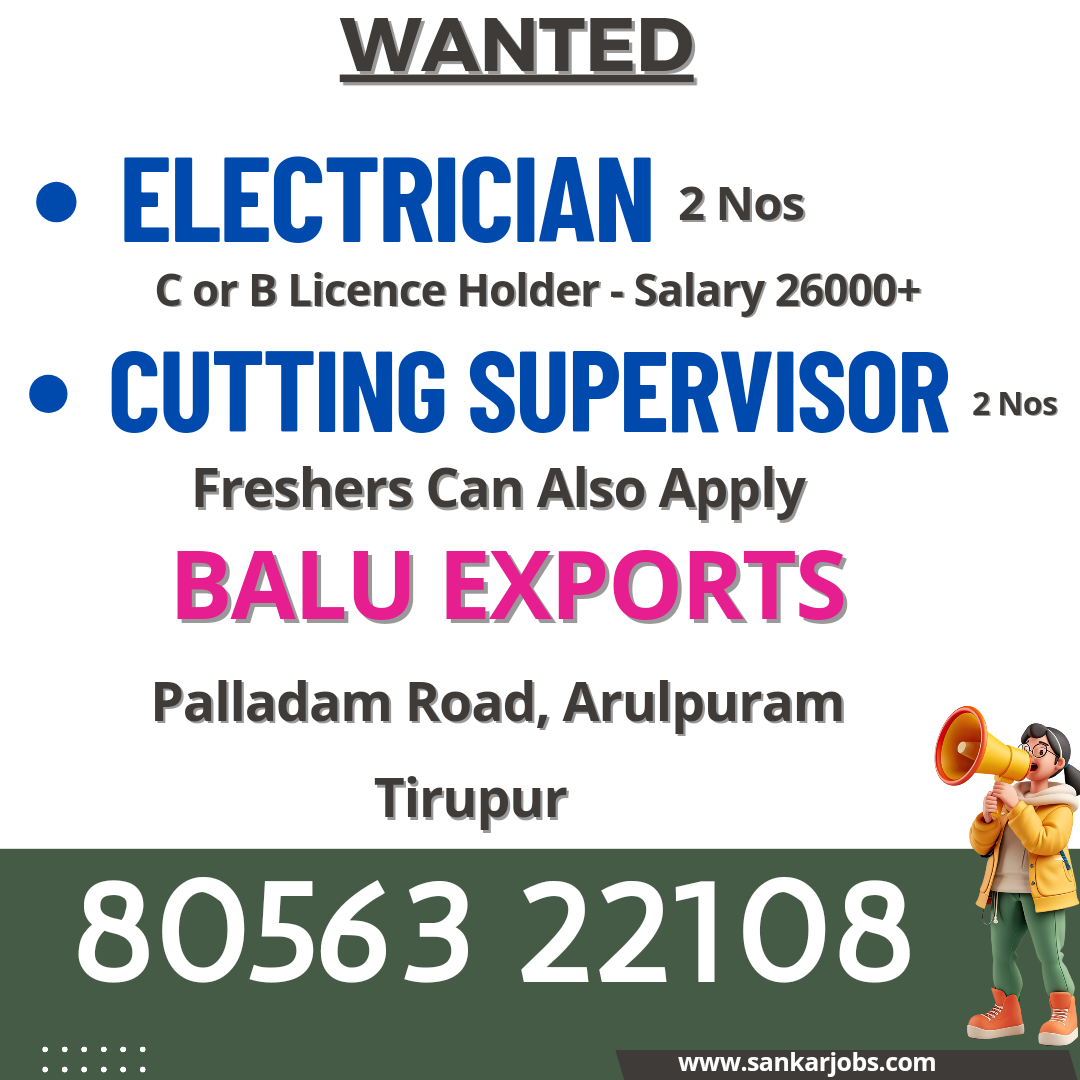 WANTED
• ELECTRICIAN 2 Nos
C or B Licence Holder - Salary 26000+
• CUTTING SUPERVISOR 2 Nos
Freshers Can Also Apply
BALU EXPORTS
Palladam Road, Arulpuram
Tirupur
80563 22108
www.sankarjobs.com